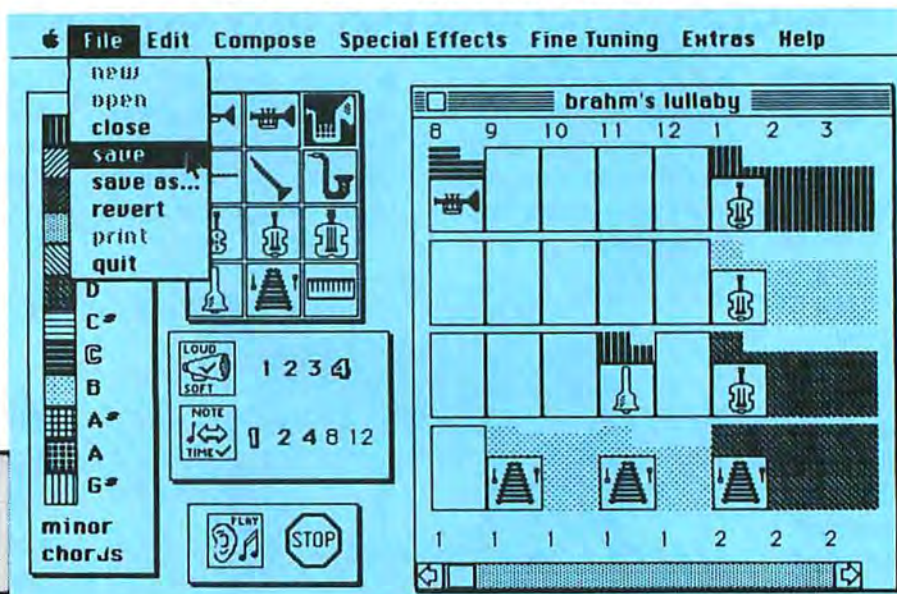 File Edit Compose Special Effects Fine Tuning Extras Help
new
open
close
save
save as...
revert
print
quit
D
C#
C
B
A#
A
G#
minor
chords
LOUD
SOFT
1 2 3 4
NOTE
TIME
1 2 4 8 12
PLAY
STOP
brahm's lullaby
8 9 10 11 12 1 2 3
1 1 1 1 1 2 2 2